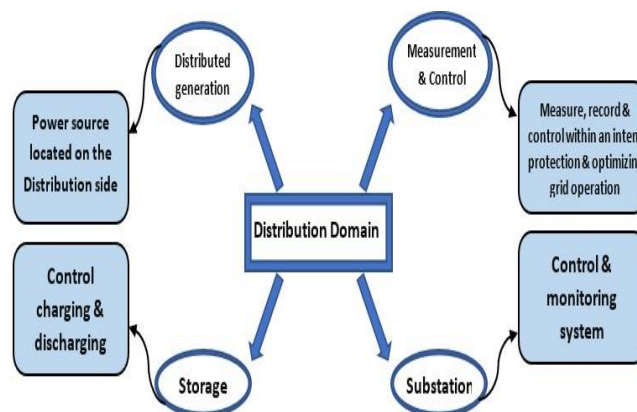 Distributed
generation
Measurement
& Control
Power source
located on the
Distribution side
Measure, record &
control within an inten
protection & optimizin
grid operation
Distribution Domain
Control
charging &
discharging
Control &
monitoring
system
Storage
Substation